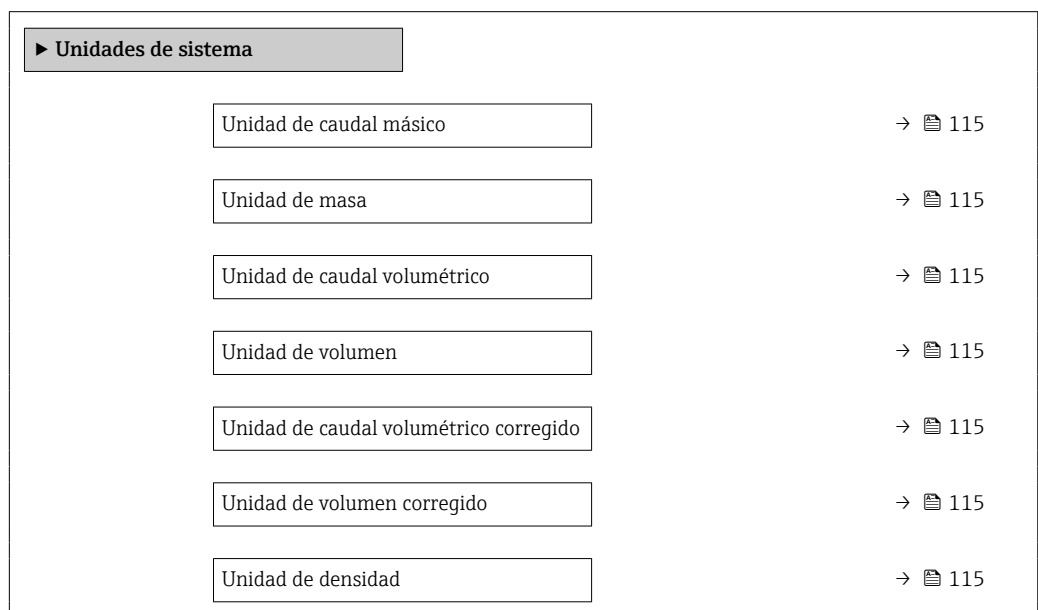 ▶ Unidades de sistema
Unidad de caudal másico → 115
Unidad de masa → 115
Unidad de caudal volumétrico → 115
Unidad de volumen → 115
Unidad de caudal volumétrico corregido → 115
Unidad de volumen corregido → 115
Unidad de densidad → 115